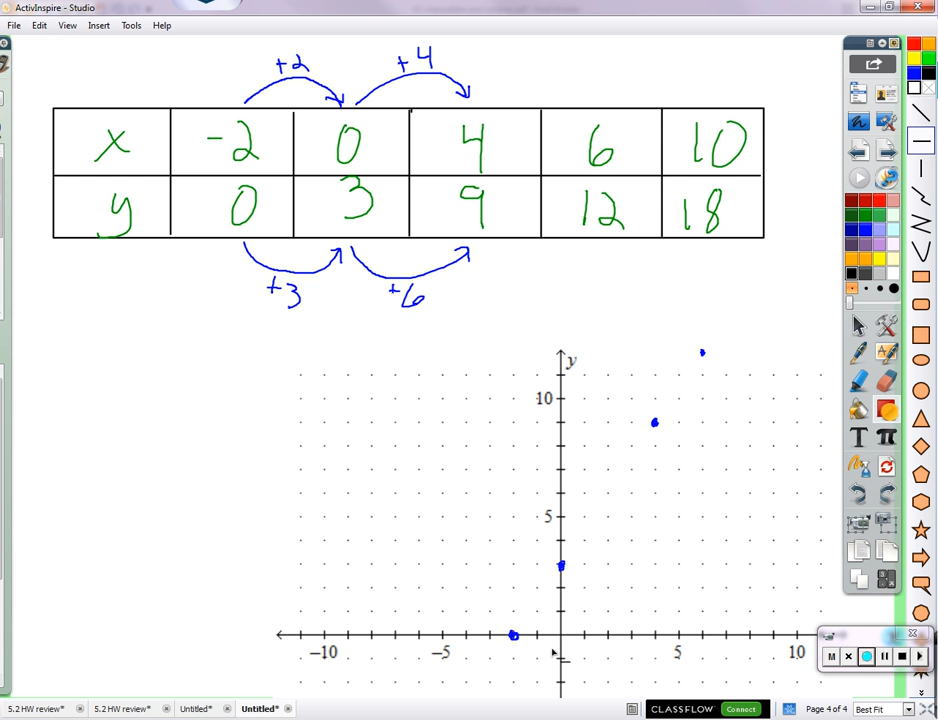 ActivInspire - Studio
File Edit View Insert Tools Help
+2 +4
x -2 0 4 6 10
y 0 3 9 12 18
+3 +6
y
10
5
-10 -5 5 10
M
5.2 HW review* 5.2 HW review* Untitled* Untitled* CLASSFLOW Connect Page 4 of 4 Best Fit